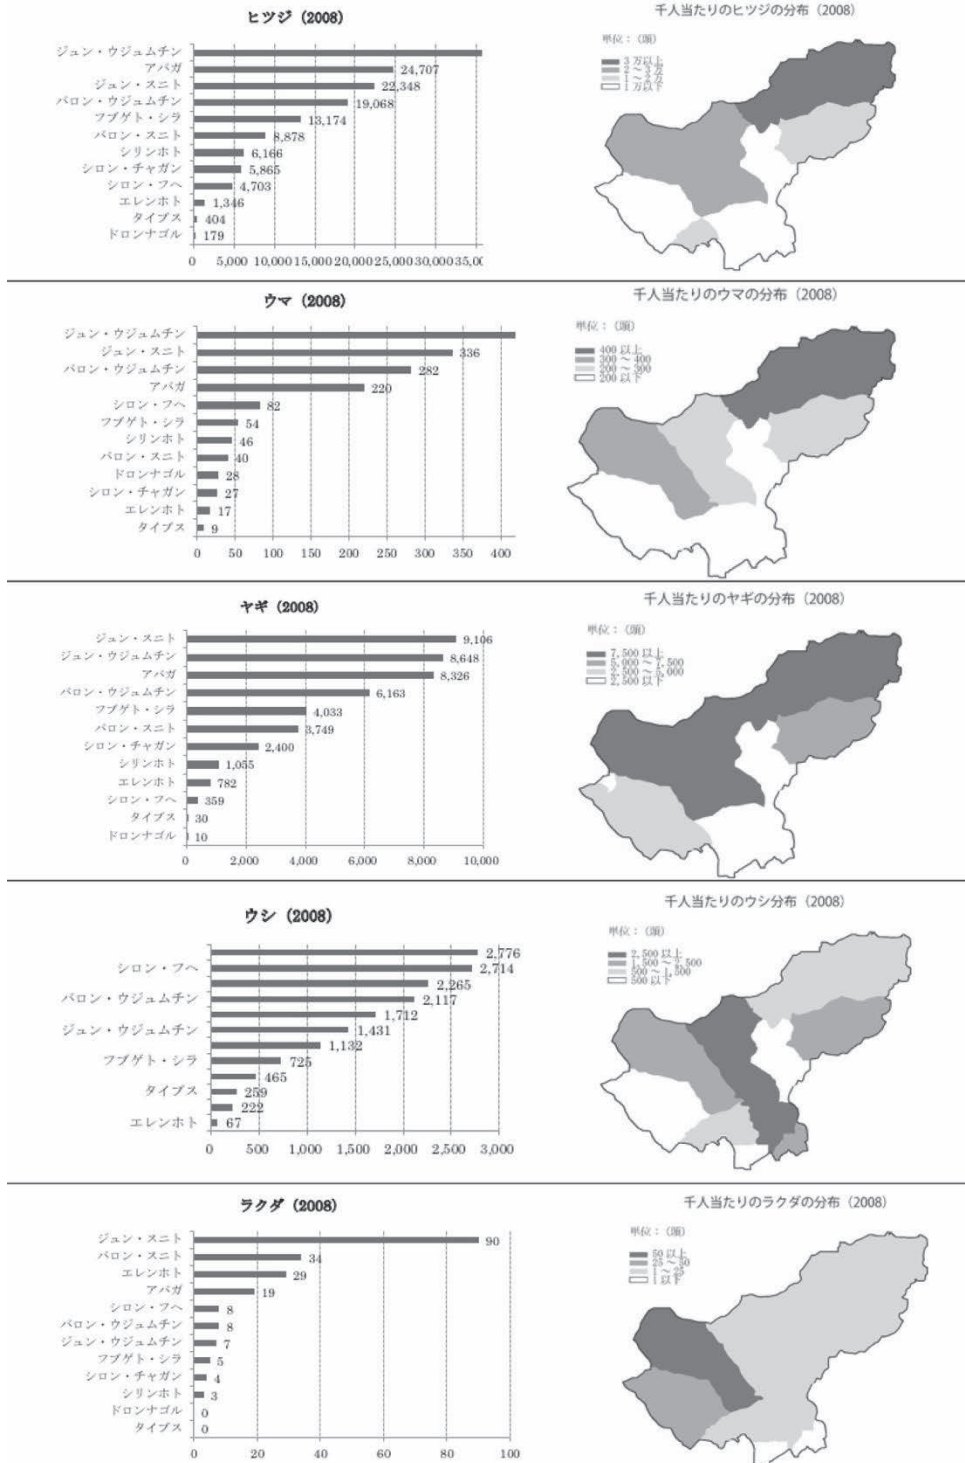 ヒツジ (2008)
ジュン・ウジュムチン
アバガ 24,707
ジュン・スニト 22,348
バロン・ウジュムチン 19,068
フブゲト・シラ 13,174
バロン・スニト 8,878
シリンホト 6,166
シロン・チャガン 5,865
シロン・フヘ 4,703
エレンホト 1,346
タイブス 404
ドロンナゴル 179
0 5,000 10,000 15,000 20,000 25,000 30,000 35,00
千人当たりのヒツジの分布 (2008)
単位：(頭)
3万以上
2～3万
1～2万
1万以下
ウマ (2008)
ジュン・ウジュムチン
ジュン・スニト 336
バロン・ウジュムチン 282
アバガ 220
シロン・フヘ 82
フブゲト・シラ 54
シリンホト 46
バロン・スニト 40
ドロンナゴル 28
シロン・チャガン 27
エレンホト 17
タイブス 9
0 50 100 150 200 250 300 350 400
千人当たりのウマの分布 (2008)
単位：(頭)
400 以上
300 ～ 400
200 ～ 300
200 以下
ヤギ (2008)
ジュン・スニト 9,106
ジュン・ウジュムチン 8,648
アバガ 8,326
バロン・ウジュムチン 6,163
フブゲト・シラ 4,033
バロン・スニト 3,749
シロン・チャガン 2,400
シリンホト 1,055
エレンホト 782
シロン・フヘ 359
タイブス 30
ドロンナゴル 10
0 2,000 4,000 6,000 8,000 10,000
千人当たりのヤギの分布 (2008)
単位：(頭)
7,500 以上
5,000 ～ 7,500
2,500 ～ 5,000
2,500 以下
ウシ (2008)
2,776
シロン・フヘ 2,714
2,265
バロン・ウジュムチン 2,117
1,712
ジュン・ウジュムチン 1,431
1,132
フブゲト・シラ 725
465
タイブス 259
222
エレンホト 67
0 500 1,000 1,500 2,000 2,500 3,000
千人当たりのウシ分布 (2008)
単位：(頭)
2,500 以上
1,500 ～ 2,500
500 ～ 1,500
500 以下
ラクダ (2008)
ジュン・スニト 90
バロン・スニト 34
エレンホト 29
アバガ 19
シロン・フヘ 8
バロン・ウジュムチン 8
ジュン・ウジュムチン 7
フブゲト・シラ 5
シロン・チャガン 4
シリンホト 3
ドロンナゴル 0
タイブス 0
0 20 40 60 80 100
千人当たりのラクダの分布 (2008)
単位：(頭)
50 以上
25 ～ 50
1 ～ 25
1 以下